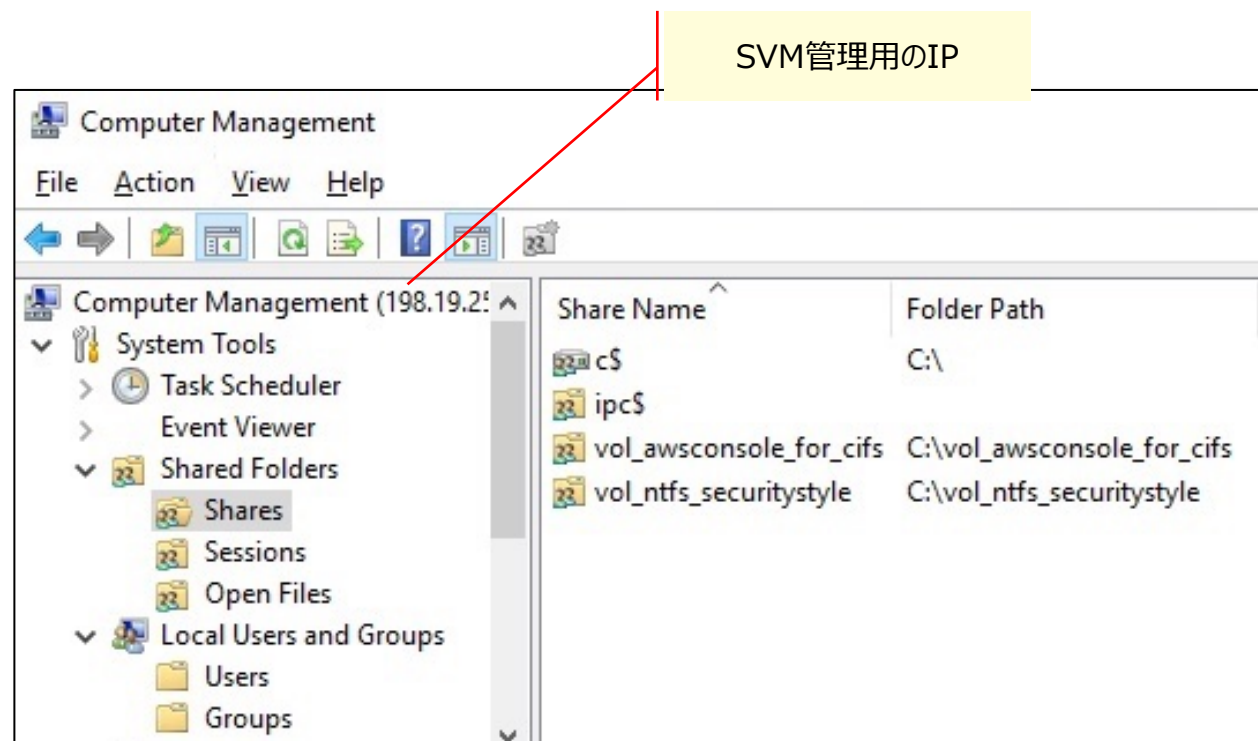 SVM管理用のIP
Computer Management
File Action View Help
Computer Management (198.19.25
System Tools
Task Scheduler
Event Viewer
Shared Folders
Shares
Sessions
Open Files
Local Users and Groups
Users
Groups
Share Name Folder Path
c$ C:\
ipc$
vol_awsconsole_for_cifs C:\vol_awsconsole_for_cifs
vol_ntfs_securitystyle C:\vol_ntfs_securitystyle